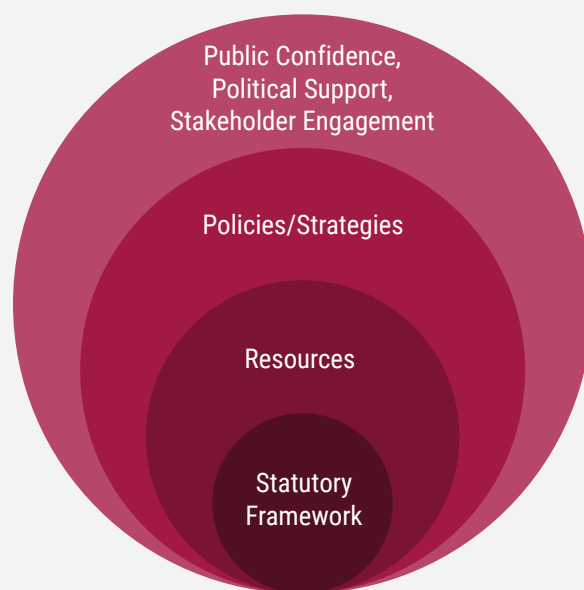 Public Confidence,
Political Support,
Stakeholder Engagement
Policies/Strategies
Resources
Statutory
Framework